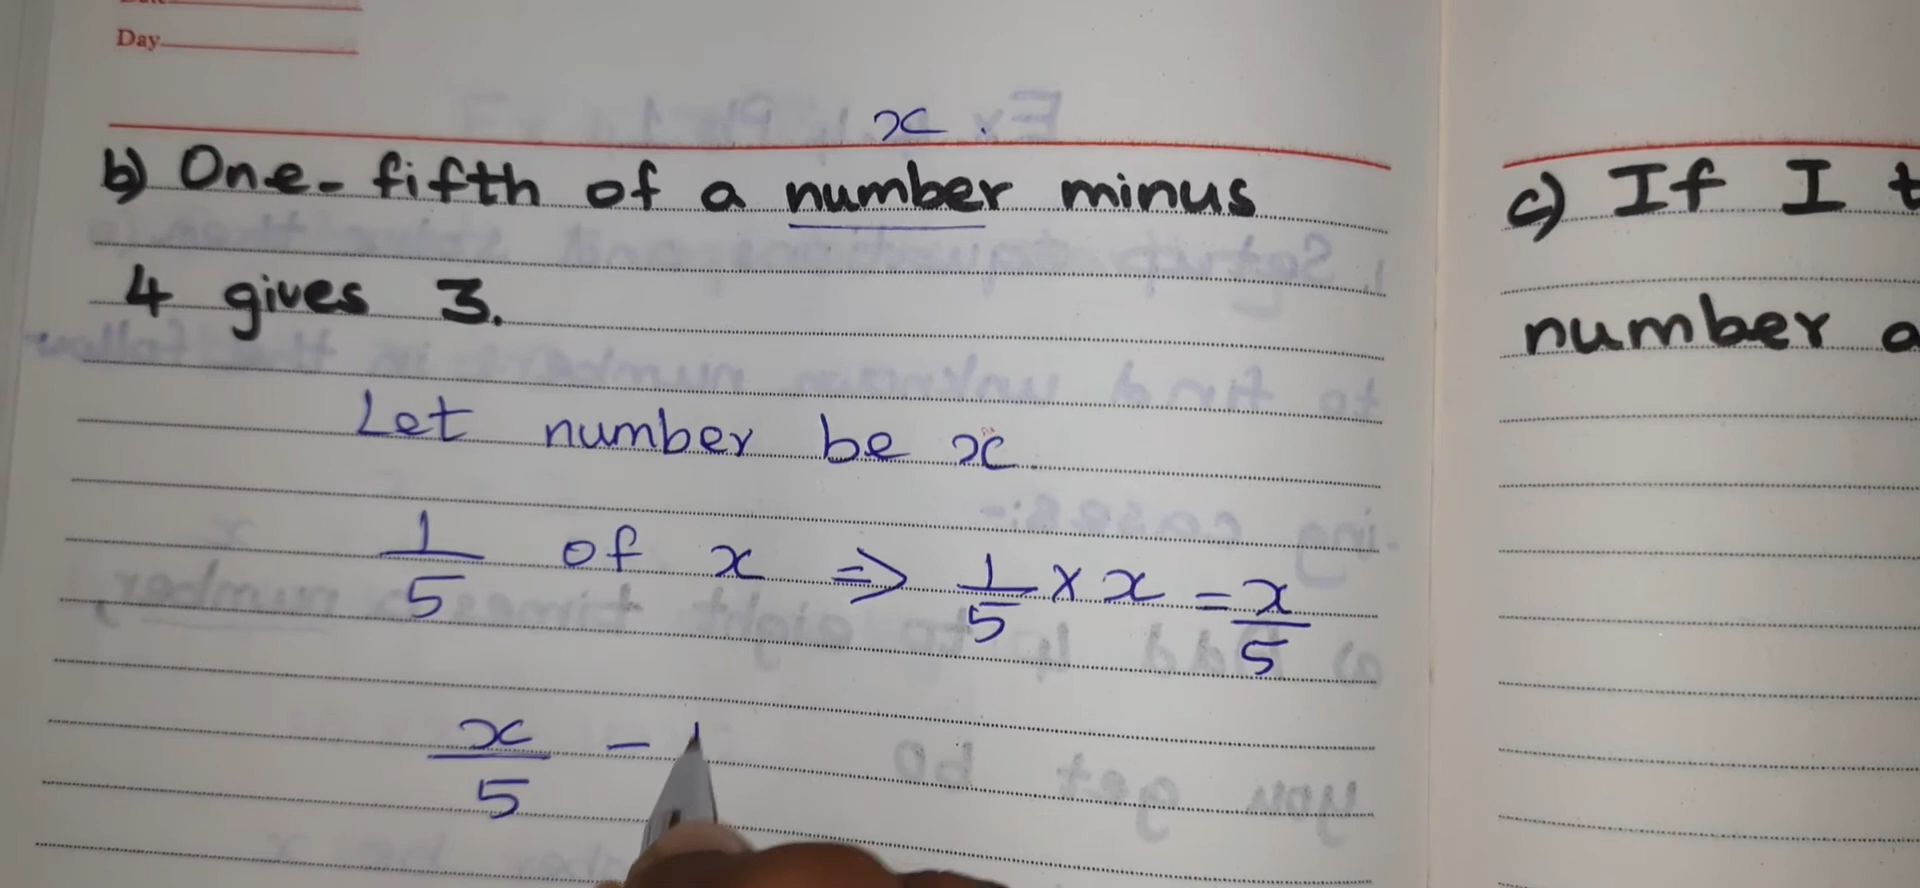 Day
x.
b) One-fifth of a number minus
4 gives 3.
Let number be x
1/5 of x ⇒ 1/5 × x = x/5
x/5 -
c) If I
number